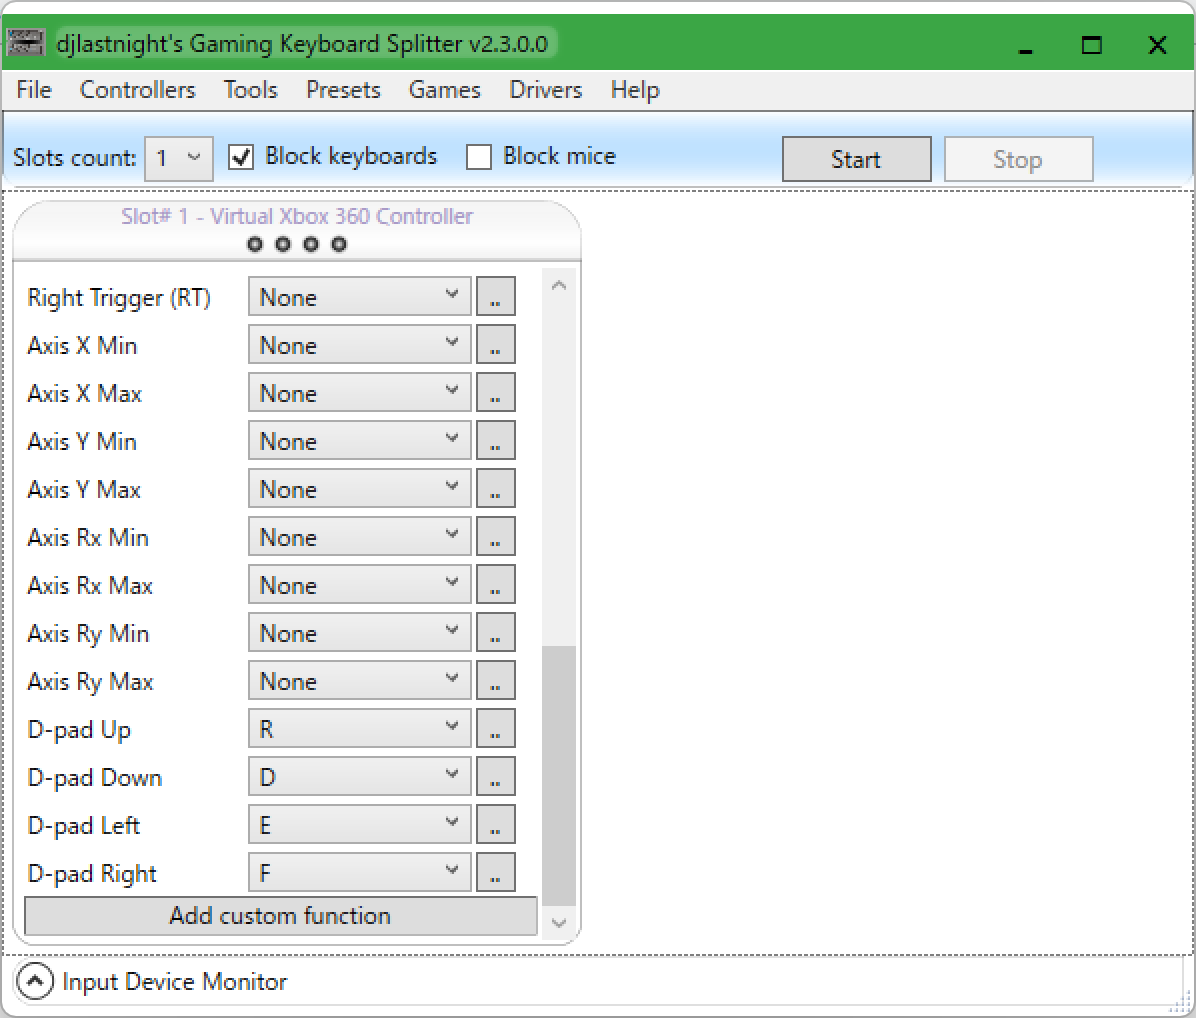 djlastnight's Gaming Keyboard Splitter v2.3.0.0
File Controllers Tools Presets Games Drivers Help
Slots count: 1 Block keyboards Block mice Start Stop
Slot# 1 - Virtual Xbox 360 Controller
Right Trigger (RT) None ..
Axis X Min None ..
Axis X Max None ..
Axis Y Min None ..
Axis Y Max None ..
Axis Rx Min None ..
Axis Rx Max None ..
Axis Ry Min None ..
Axis Ry Max None ..
D-pad Up R ..
D-pad Down D ..
D-pad Left E ..
D-pad Right F ..
Add custom function
Input Device Monitor